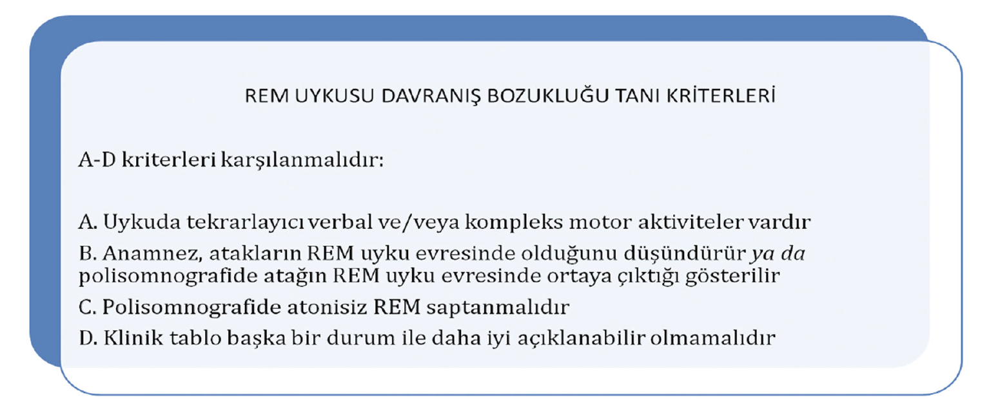 REM UYKUSU DAVRANIŞ BOZUKLUĞU TANI KRİTERLERİ
A-D kriterleri karşılanmalıdır:
A. Uykuda tekrarlayıcı verbal ve/veya kompleks motor aktiviteler vardır
B. Anamnez, atakların REM uyku evresinde olduğunu düşündürür ya da
polisomnografide atağın REM uyku evresinde ortaya çıktığı gösterilir
C. Polisomnografide atonisiz REM saptanmalıdır
D. Klinik tablo başka bir durum ile daha iyi açıklanabilir olmamalıdır